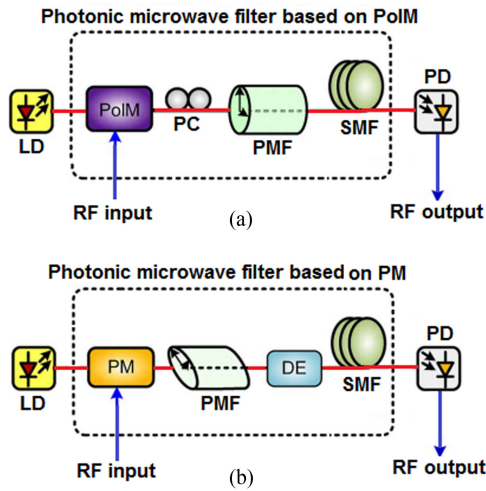 Photonic microwave filter based on PolM
PolM
PC
PMF
SMF
PD
LD
RF input
RF output
(a)
Photonic microwave filter based on PM
PM
PMF
DE
SMF
PD
LD
RF input
RF output
(b)